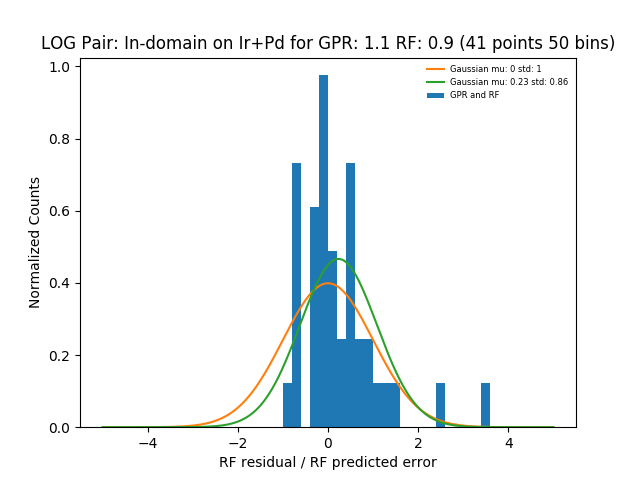 LOG Pair: In-domain on Ir+Pd for GPR: 1.1 RF: 0.9 (41 points 50 bins)
Gaussian mu: 0 std: 1
Gaussian mu: 0.23 std: 0.86
GPR and RF
Normalized Counts
1.0
0.8
0.6
0.4
0.2
0.0
−4 −2 0 2 4
RF residual / RF predicted error